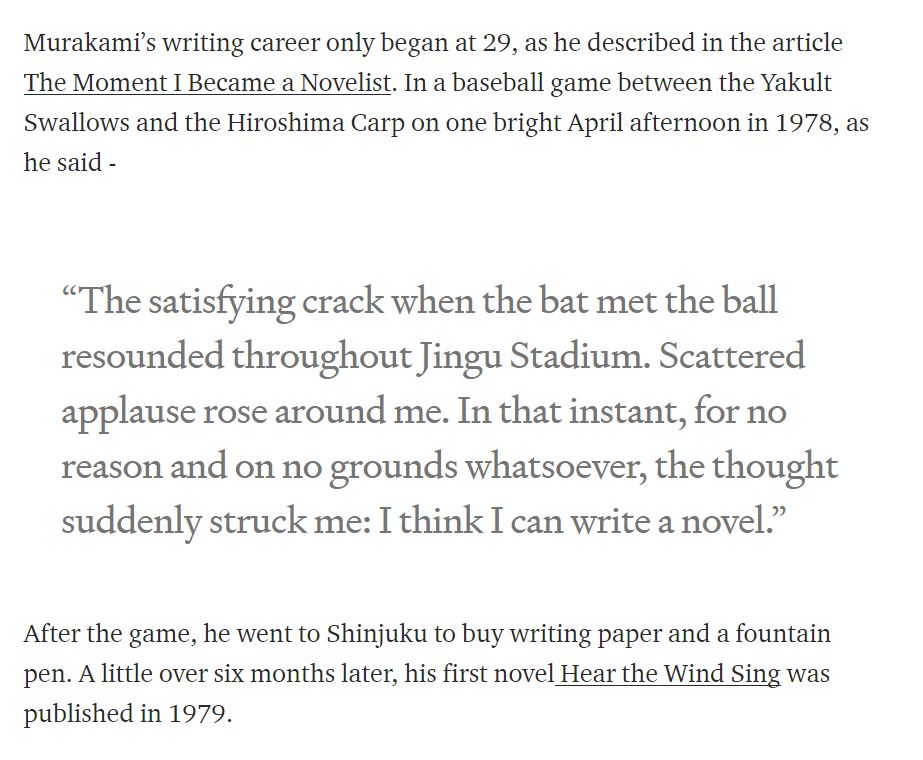 Murakami’s writing career only began at 29, as he described in the article
The Moment I Became a Novelist. In a baseball game between the Yakult
Swallows and the Hiroshima Carp on one bright April afternoon in 1978, as
he said -
“The satisfying crack when the bat met the ball
resounded throughout Jingu Stadium. Scattered
applause rose around me. In that instant, for no
reason and on no grounds whatsoever, the thought
suddenly struck me: I think I can write a novel.”
After the game, he went to Shinjuku to buy writing paper and a fountain
pen. A little over six months later, his first novel Hear the Wind Sing was
published in 1979.